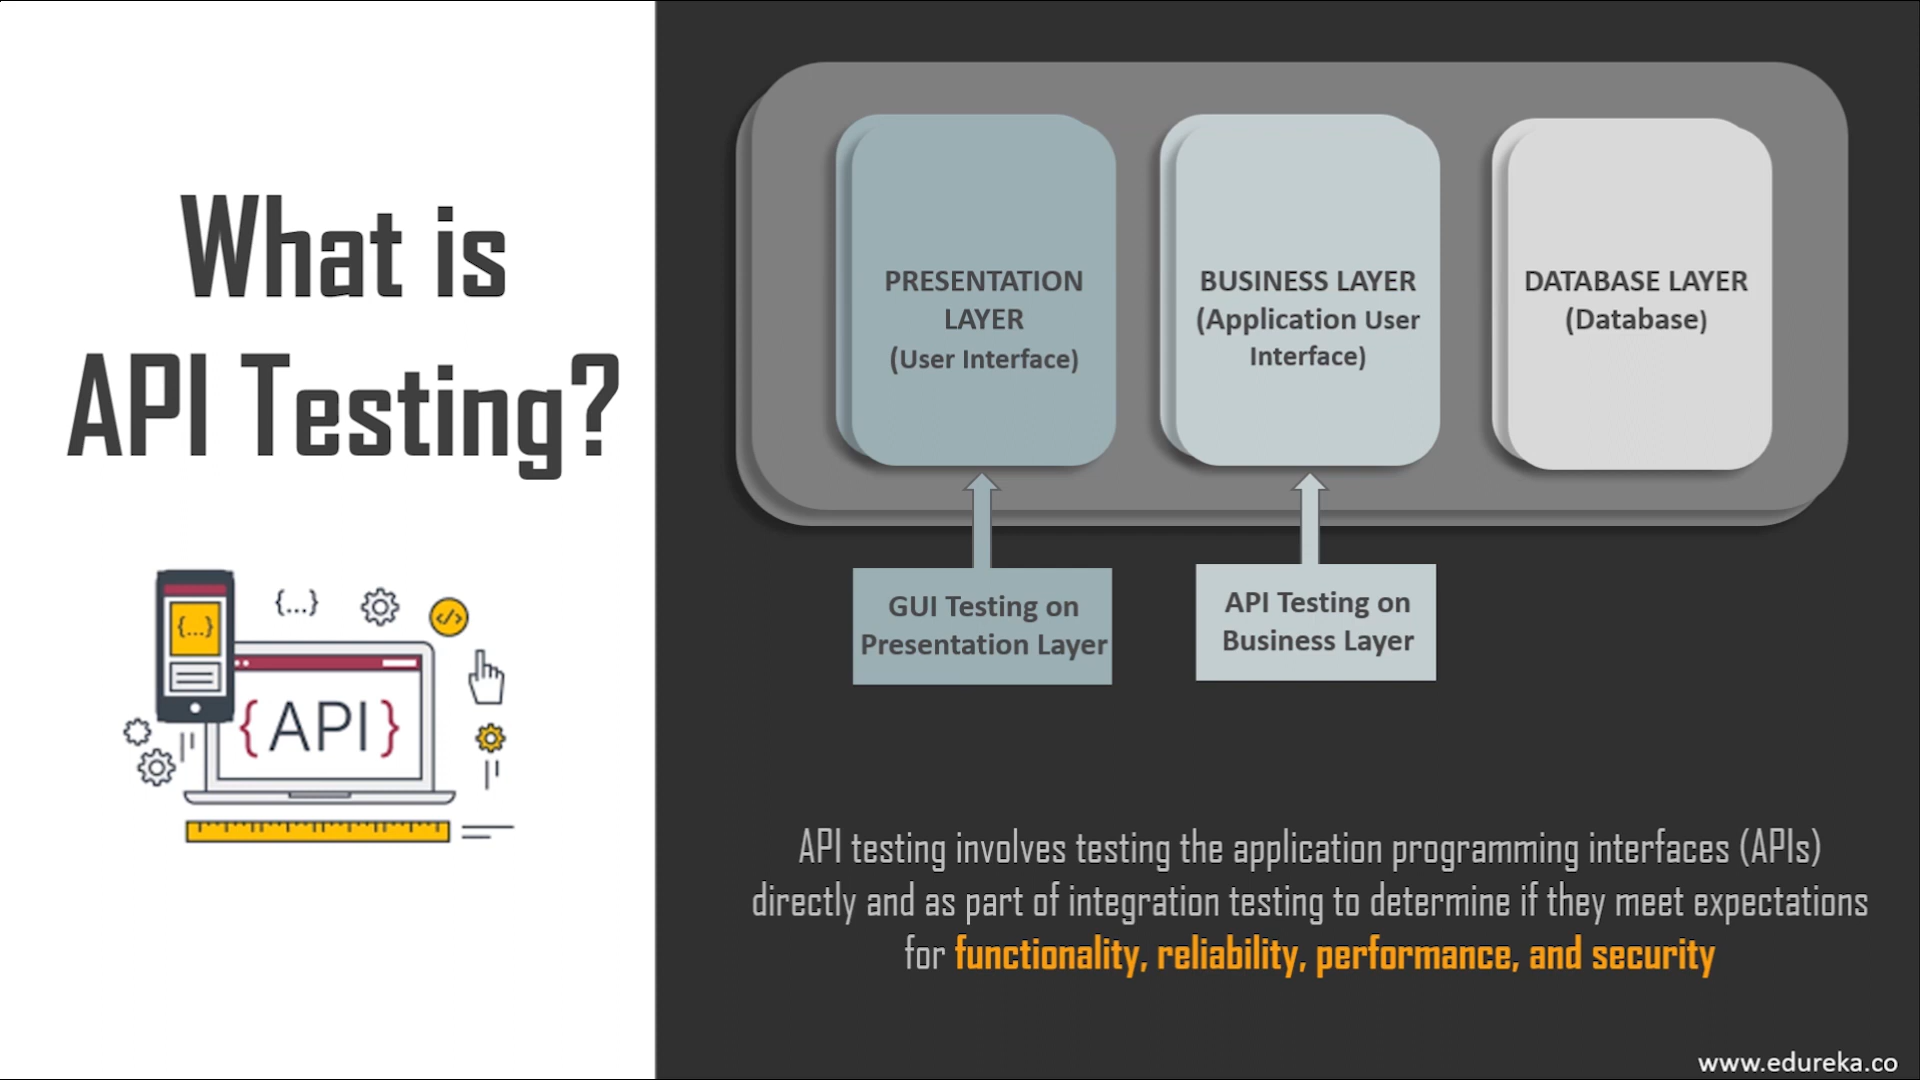 What is
API Testing?
{...}
{...}
</>
{API}
PRESENTATION
LAYER
(User Interface)
BUSINESS LAYER
(Application User
Interface)
DATABASE LAYER
(Database)
GUI Testing on
Presentation Layer
API Testing on
Business Layer
API testing involves testing the application programming interfaces (APIs)
directly and as part of integration testing to determine if they meet expectations
for functionality, reliability, performance, and security
www.edureka.co